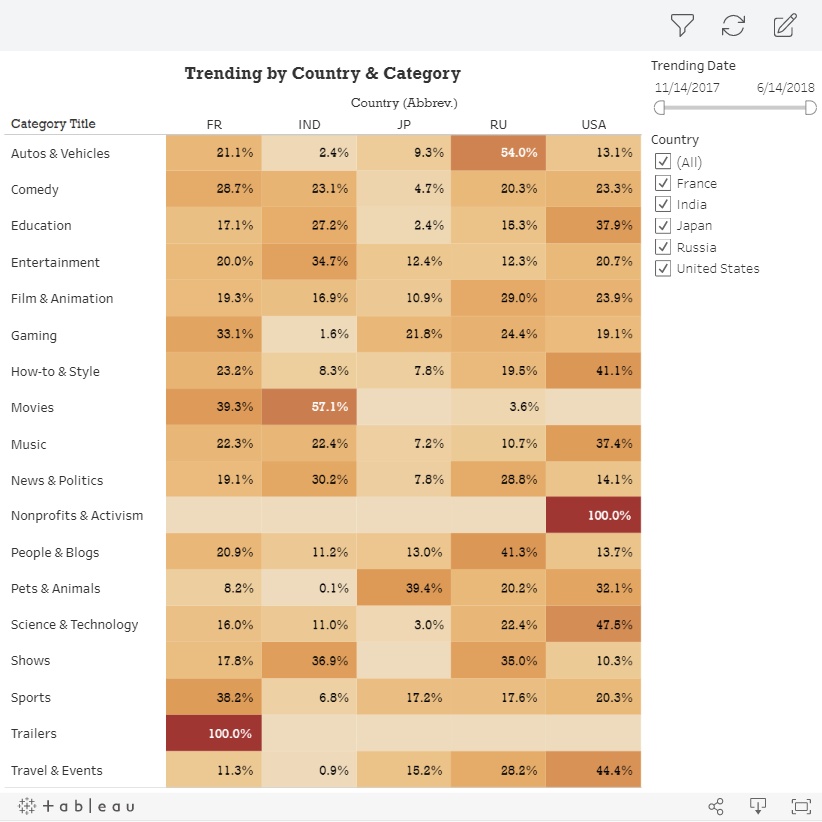 Trending by Country & Category
Trending Date
11/14/2017 6/14/2018
Country (Abbrev.)
Category Title FR IND JP RU USA
Autos & Vehicles 21.1% 2.4% 9.3% 54.0% 13.1%
Comedy 28.7% 23.1% 4.7% 20.3% 23.3%
Education 17.1% 27.2% 2.4% 15.3% 37.9%
Entertainment 20.0% 34.7% 12.4% 12.3% 20.7%
Film & Animation 19.3% 16.9% 10.9% 29.0% 23.9%
Gaming 33.1% 1.6% 21.8% 24.4% 19.1%
How-to & Style 23.2% 8.3% 7.8% 19.5% 41.1%
Movies 39.3% 57.1% 3.6%
Music 22.3% 22.4% 7.2% 10.7% 37.4%
News & Politics 19.1% 30.2% 7.8% 28.8% 14.1%
Nonprofits & Activism 100.0%
People & Blogs 20.9% 11.2% 13.0% 41.3% 13.7%
Pets & Animals 8.2% 0.1% 39.4% 20.2% 32.1%
Science & Technology 16.0% 11.0% 3.0% 22.4% 47.5%
Shows 17.8% 36.9% 35.0% 10.3%
Sports 38.2% 6.8% 17.2% 17.6% 20.3%
Trailers 100.0%
Travel & Events 11.3% 0.9% 15.2% 28.2% 44.4%
Country
(All)
France
India
Japan
Russia
United States
+ableau